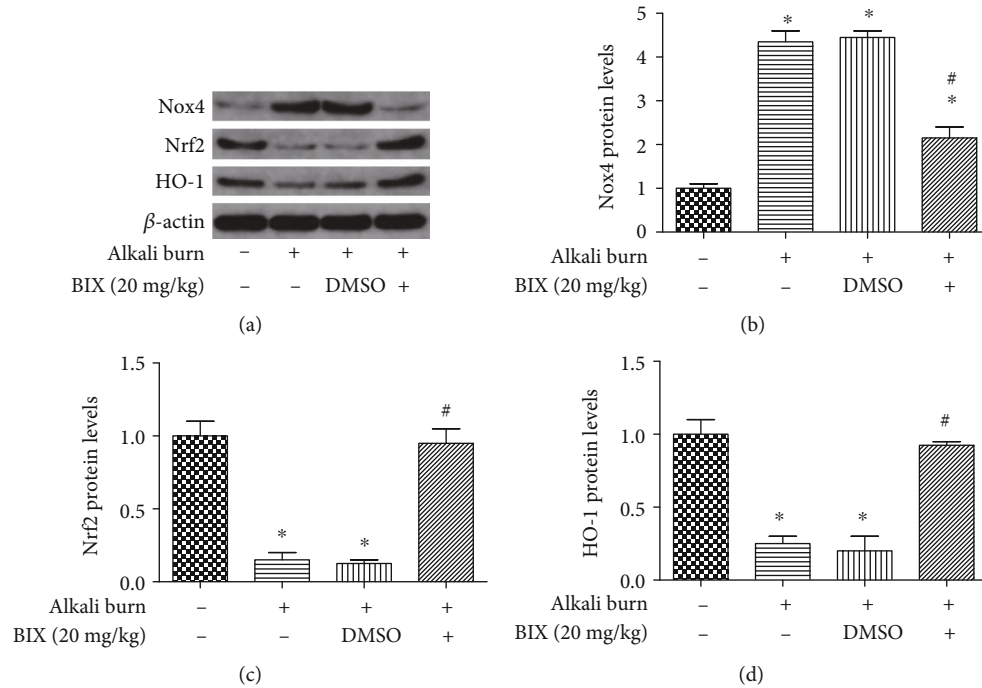 Nox4
Nrf2
HO-1
β-actin
Alkali burn – + + +
BIX (20 mg/kg) – – DMSO +
(a)
Nox4 protein levels
5
4
3
2
1
0
* * # *
Alkali burn – + + +
BIX (20 mg/kg) – – DMSO +
(b)
Nrf2 protein levels
1.5
1.0
0.5
0.0
* * #
Alkali burn – + + +
BIX (20 mg/kg) – – DMSO +
(c)
HO-1 protein levels
1.5
1.0
0.5
0.0
* * #
Alkali burn – + + +
BIX (20 mg/kg) – – DMSO +
(d)